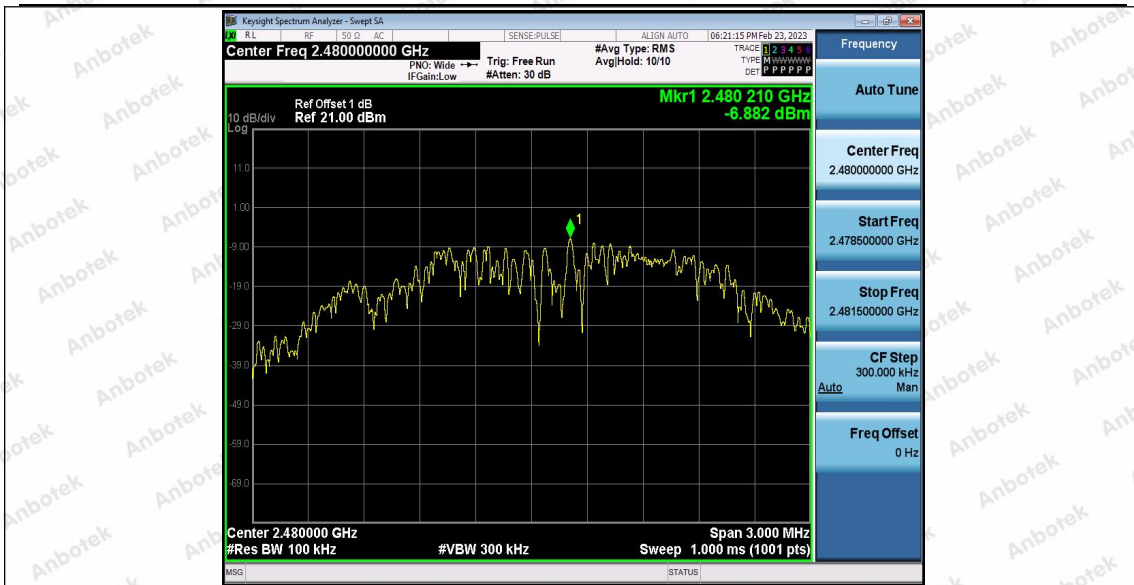 Keysight Spectrum Analyzer - Swept SA
LXI RL RF 50 Ω AC SENSE:PULSE ALIGN AUTO 06:21:15 PM Feb 23, 2023
Center Freq 2.480000000 GHz
#Avg Type: RMS
TRACE 1 2 3 4 5 6
PNO: Wide
Trig: Free Run
Avg|Hold: 10/10
TYPE M WWWWW
IFGain:Low
#Atten: 30 dB
DET P P P P P P
Mkr1 2.480 210 GHz
-6.882 dBm
Ref Offset 1 dB
10 dB/div Ref 21.00 dBm
Log
11.0
1.00
-9.00
-19.0
-29.0
-39.0
-49.0
-59.0
-69.0
1
Center 2.480000 GHz
Span 3.000 MHz
#Res BW 100 kHz
#VBW 300 kHz
Sweep 1.000 ms (1001 pts)
MSG
STATUS
Frequency
Auto Tune
Center Freq
2.480000000 GHz
Start Freq
2.478500000 GHz
Stop Freq
2.481500000 GHz
CF Step
300.000 kHz
Auto Man
Freq Offset
0 Hz
Anbotek